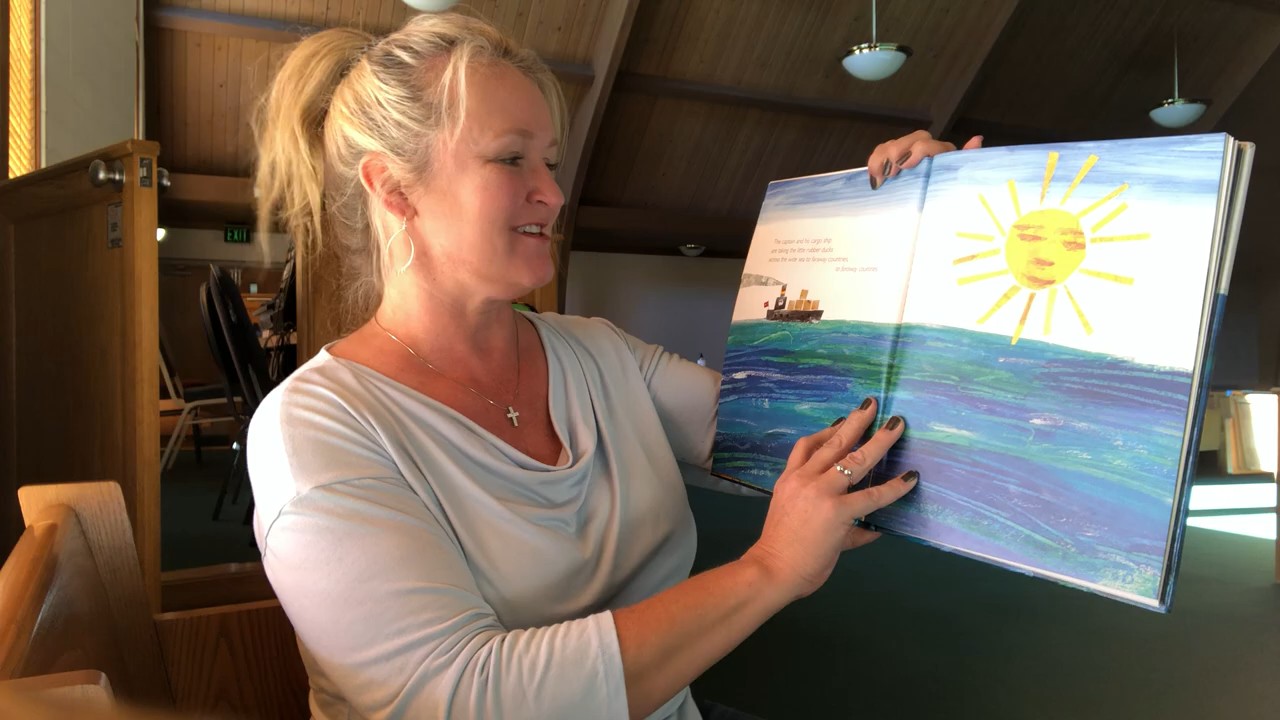 EXIT
The captain and his cargo ship
are taking the little rubber ducks
across the wide sea to faraway countries,
to faraway countries.